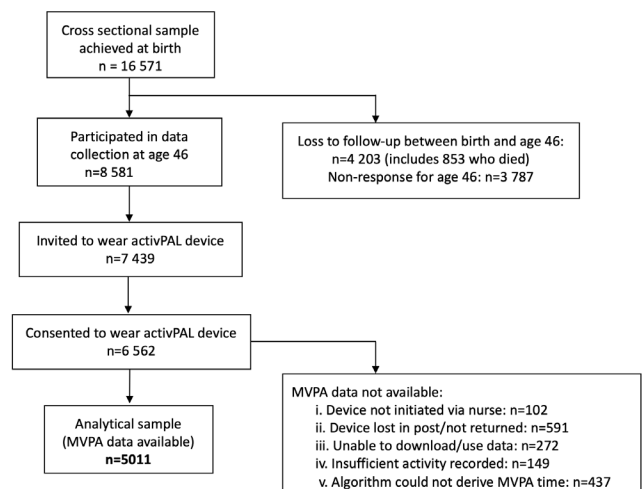 Cross sectional sample
achieved at birth
n = 16 571
Participated in data
collection at age 46
n=8 581
Loss to follow-up between birth and age 46:
n=4 203 (includes 853 who died)
Non-response for age 46: n=3 787
Invited to wear activPAL device
n=7 439
Consented to wear activPAL device
n=6 562
Analytical sample
(MVPA data available)
n=5011
MVPA data not available:
i. Device not initiated via nurse: n=102
ii. Device lost in post/not returned: n=591
iii. Unable to download/use data: n=272
iv. Insufficient activity recorded: n=149
v. Algorithm could not derive MVPA time: n=437